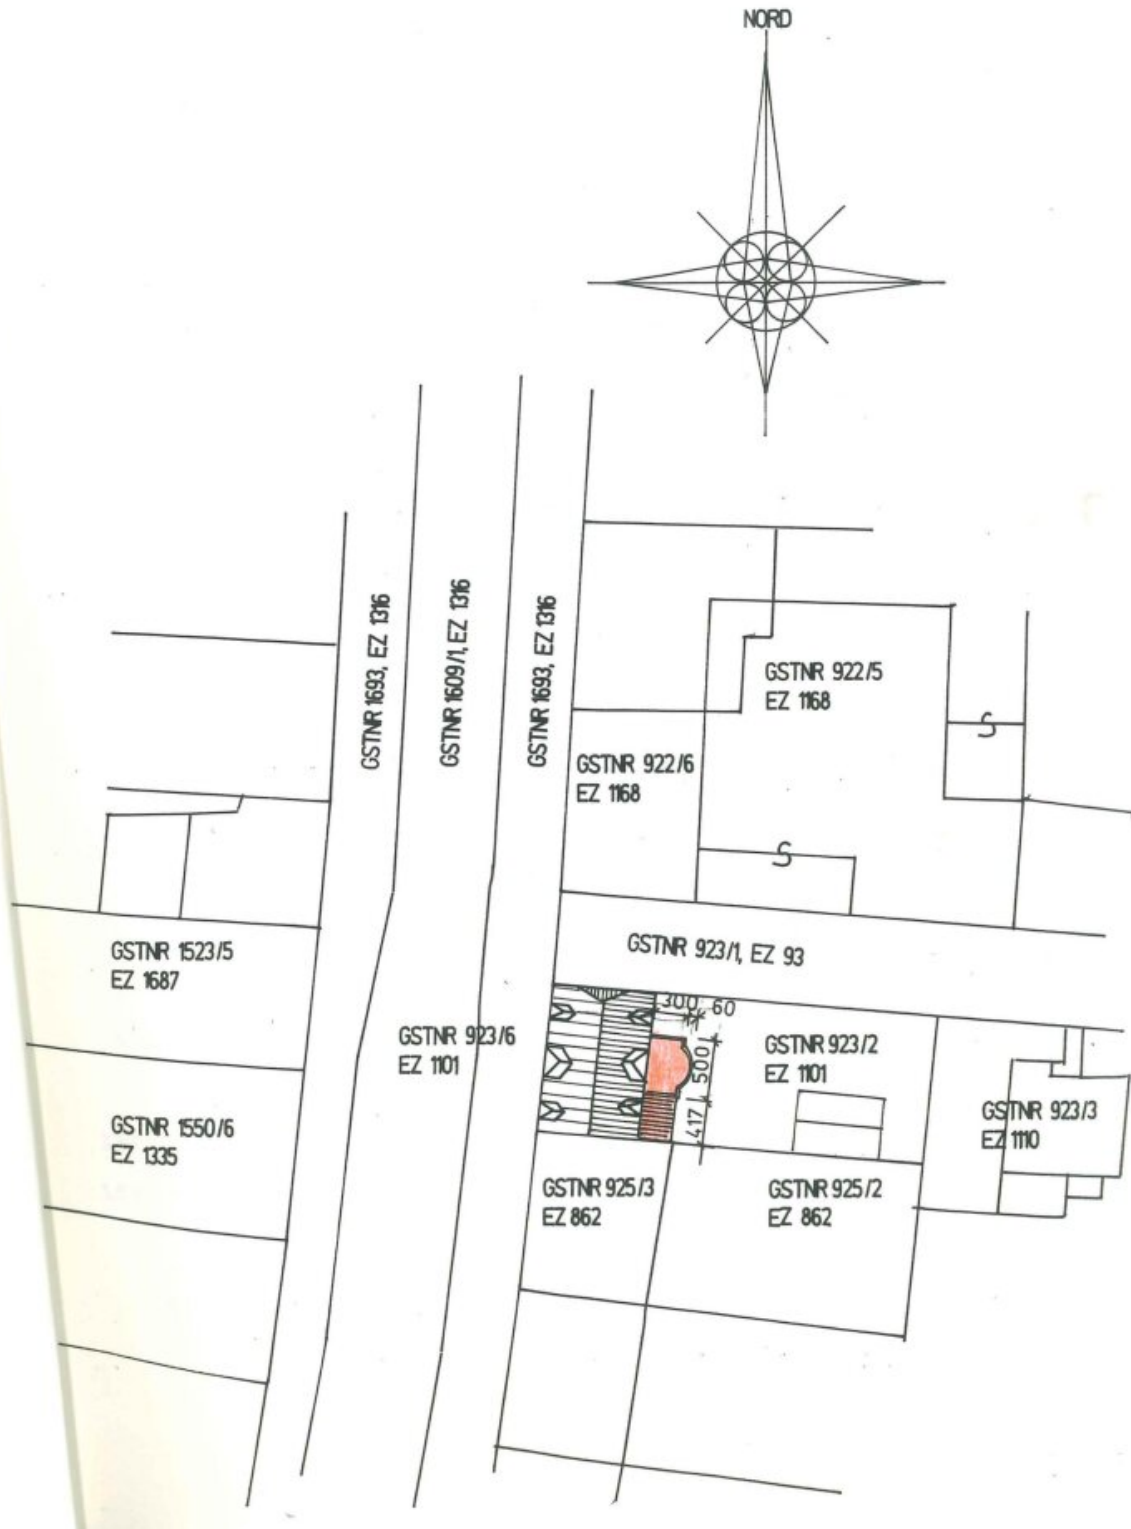 NORD
GSTNR 1693, EZ 1316
GSTNR 1609/1, EZ 1316
GSTNR 1693, EZ 1316
GSTNR 922/5
EZ 1168
S
GSTNR 922/6
EZ 1168
S
GSTNR 1523/5
EZ 1687
GSTNR 923/1, EZ 93
300
60
GSTNR 923/6
EZ 1101
500
GSTNR 923/2
EZ 1101
417
GSTNR 923/3
EZ 1110
GSTNR 1550/6
EZ 1335
GSTNR 925/3
EZ 862
GSTNR 925/2
EZ 862